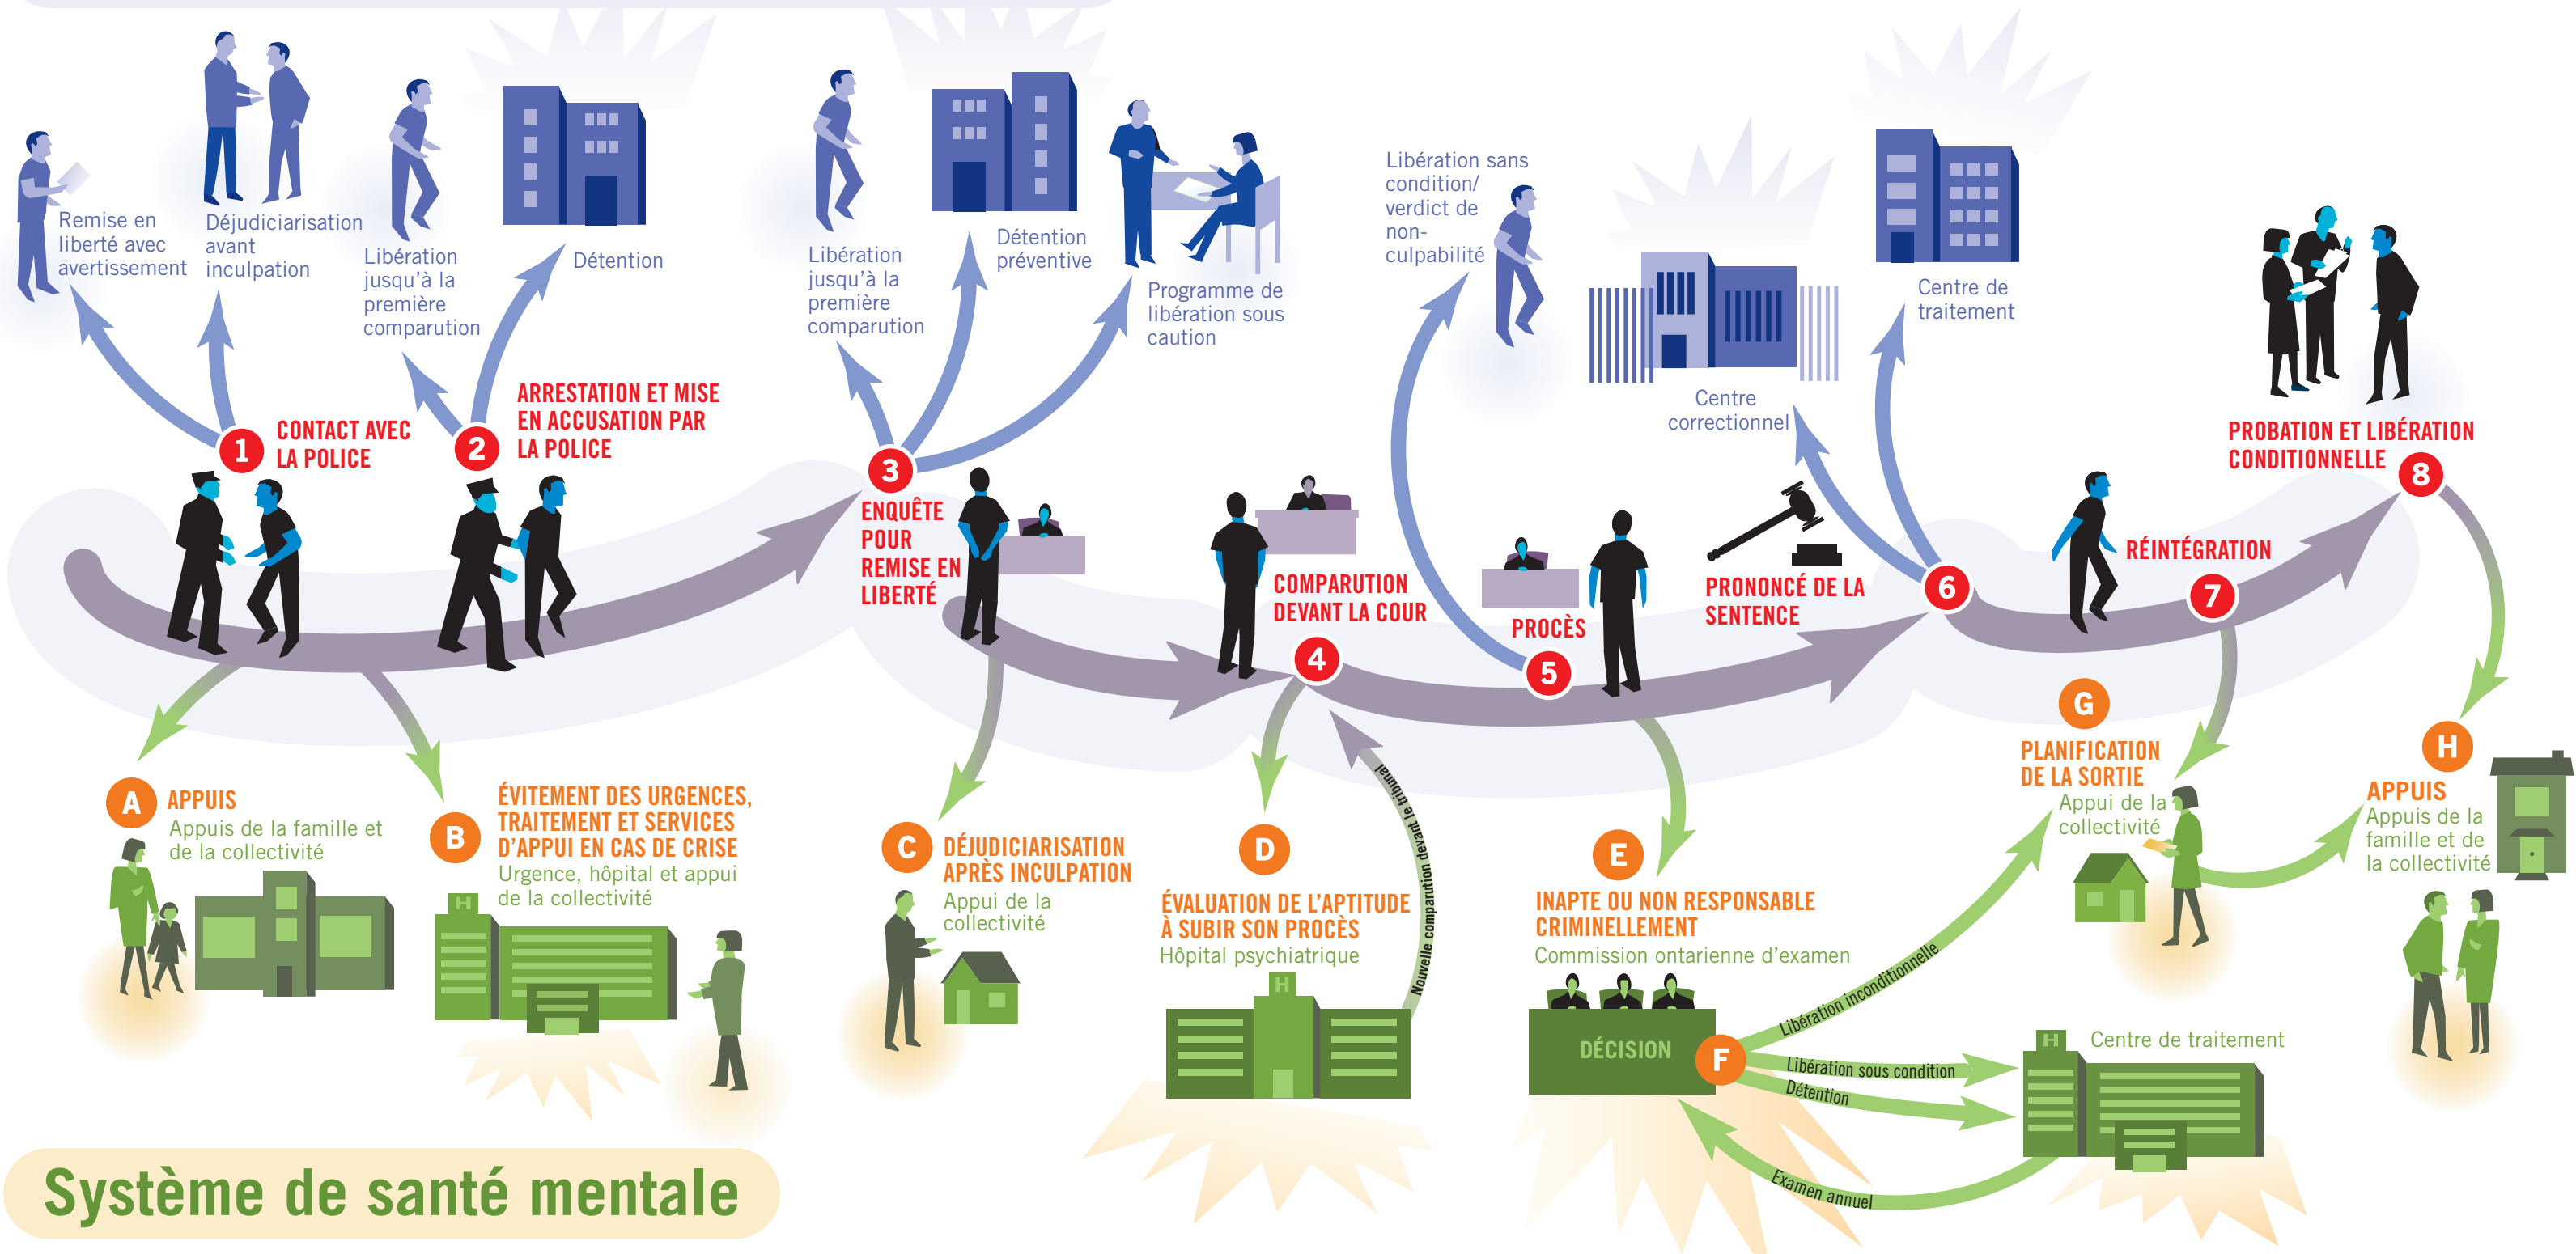 Remise en
liberté avec
avertissement
Déjudiciarisation
avant
inculpation
Libération
jusqu'à la
première
comparution
Détention
Libération
jusqu'à la
première
comparution
Détention
préventive
Programme de
libération sous
caution
Libération sans
condition/
verdict de
non-
culpabilité
Centre
correctionnel
Centre de
traitement
1
CONTACT AVEC
LA POLICE
2
ARRESTATION ET MISE
EN ACCUSATION PAR
LA POLICE
3
ENQUÊTE
POUR
REMISE EN
LIBERTÉ
4
COMPARUTION
DEVANT LA COUR
5
PROCÈS
PRONONCÉ DE LA
SENTENCE
6
RÉINTÉGRATION
7
PROBATION ET LIBÉRATION
CONDITIONNELLE
8
A
APPUIS
Appuis de la famille et
de la collectivité
B
ÉVITEMENT DES URGENCES,
TRAITEMENT ET SERVICES
D'APPUI EN CAS DE CRISE
Urgence, hôpital et appui
de la collectivité
H
C
DÉJUDICIARISATION
APRÈS INCULPATION
Appui de la
collectivité
D
ÉVALUATION DE L'APTITUDE
À SUBIR SON PROCÈS
Hôpital psychiatrique
H
Nouvelle comparution devant le tribunal
E
INAPTE OU NON RESPONSABLE
CRIMINELLEMENT
Commission ontarienne d'examen
DÉCISION
F
Libération inconditionnelle
Libération sous condition
Détention
Examen annuel
H
Centre de traitement
G
PLANIFICATION
DE LA SORTIE
Appui de la
collectivité
H
APPUIS
Appuis de la
famille et de
la collectivité
Système de santé mentale